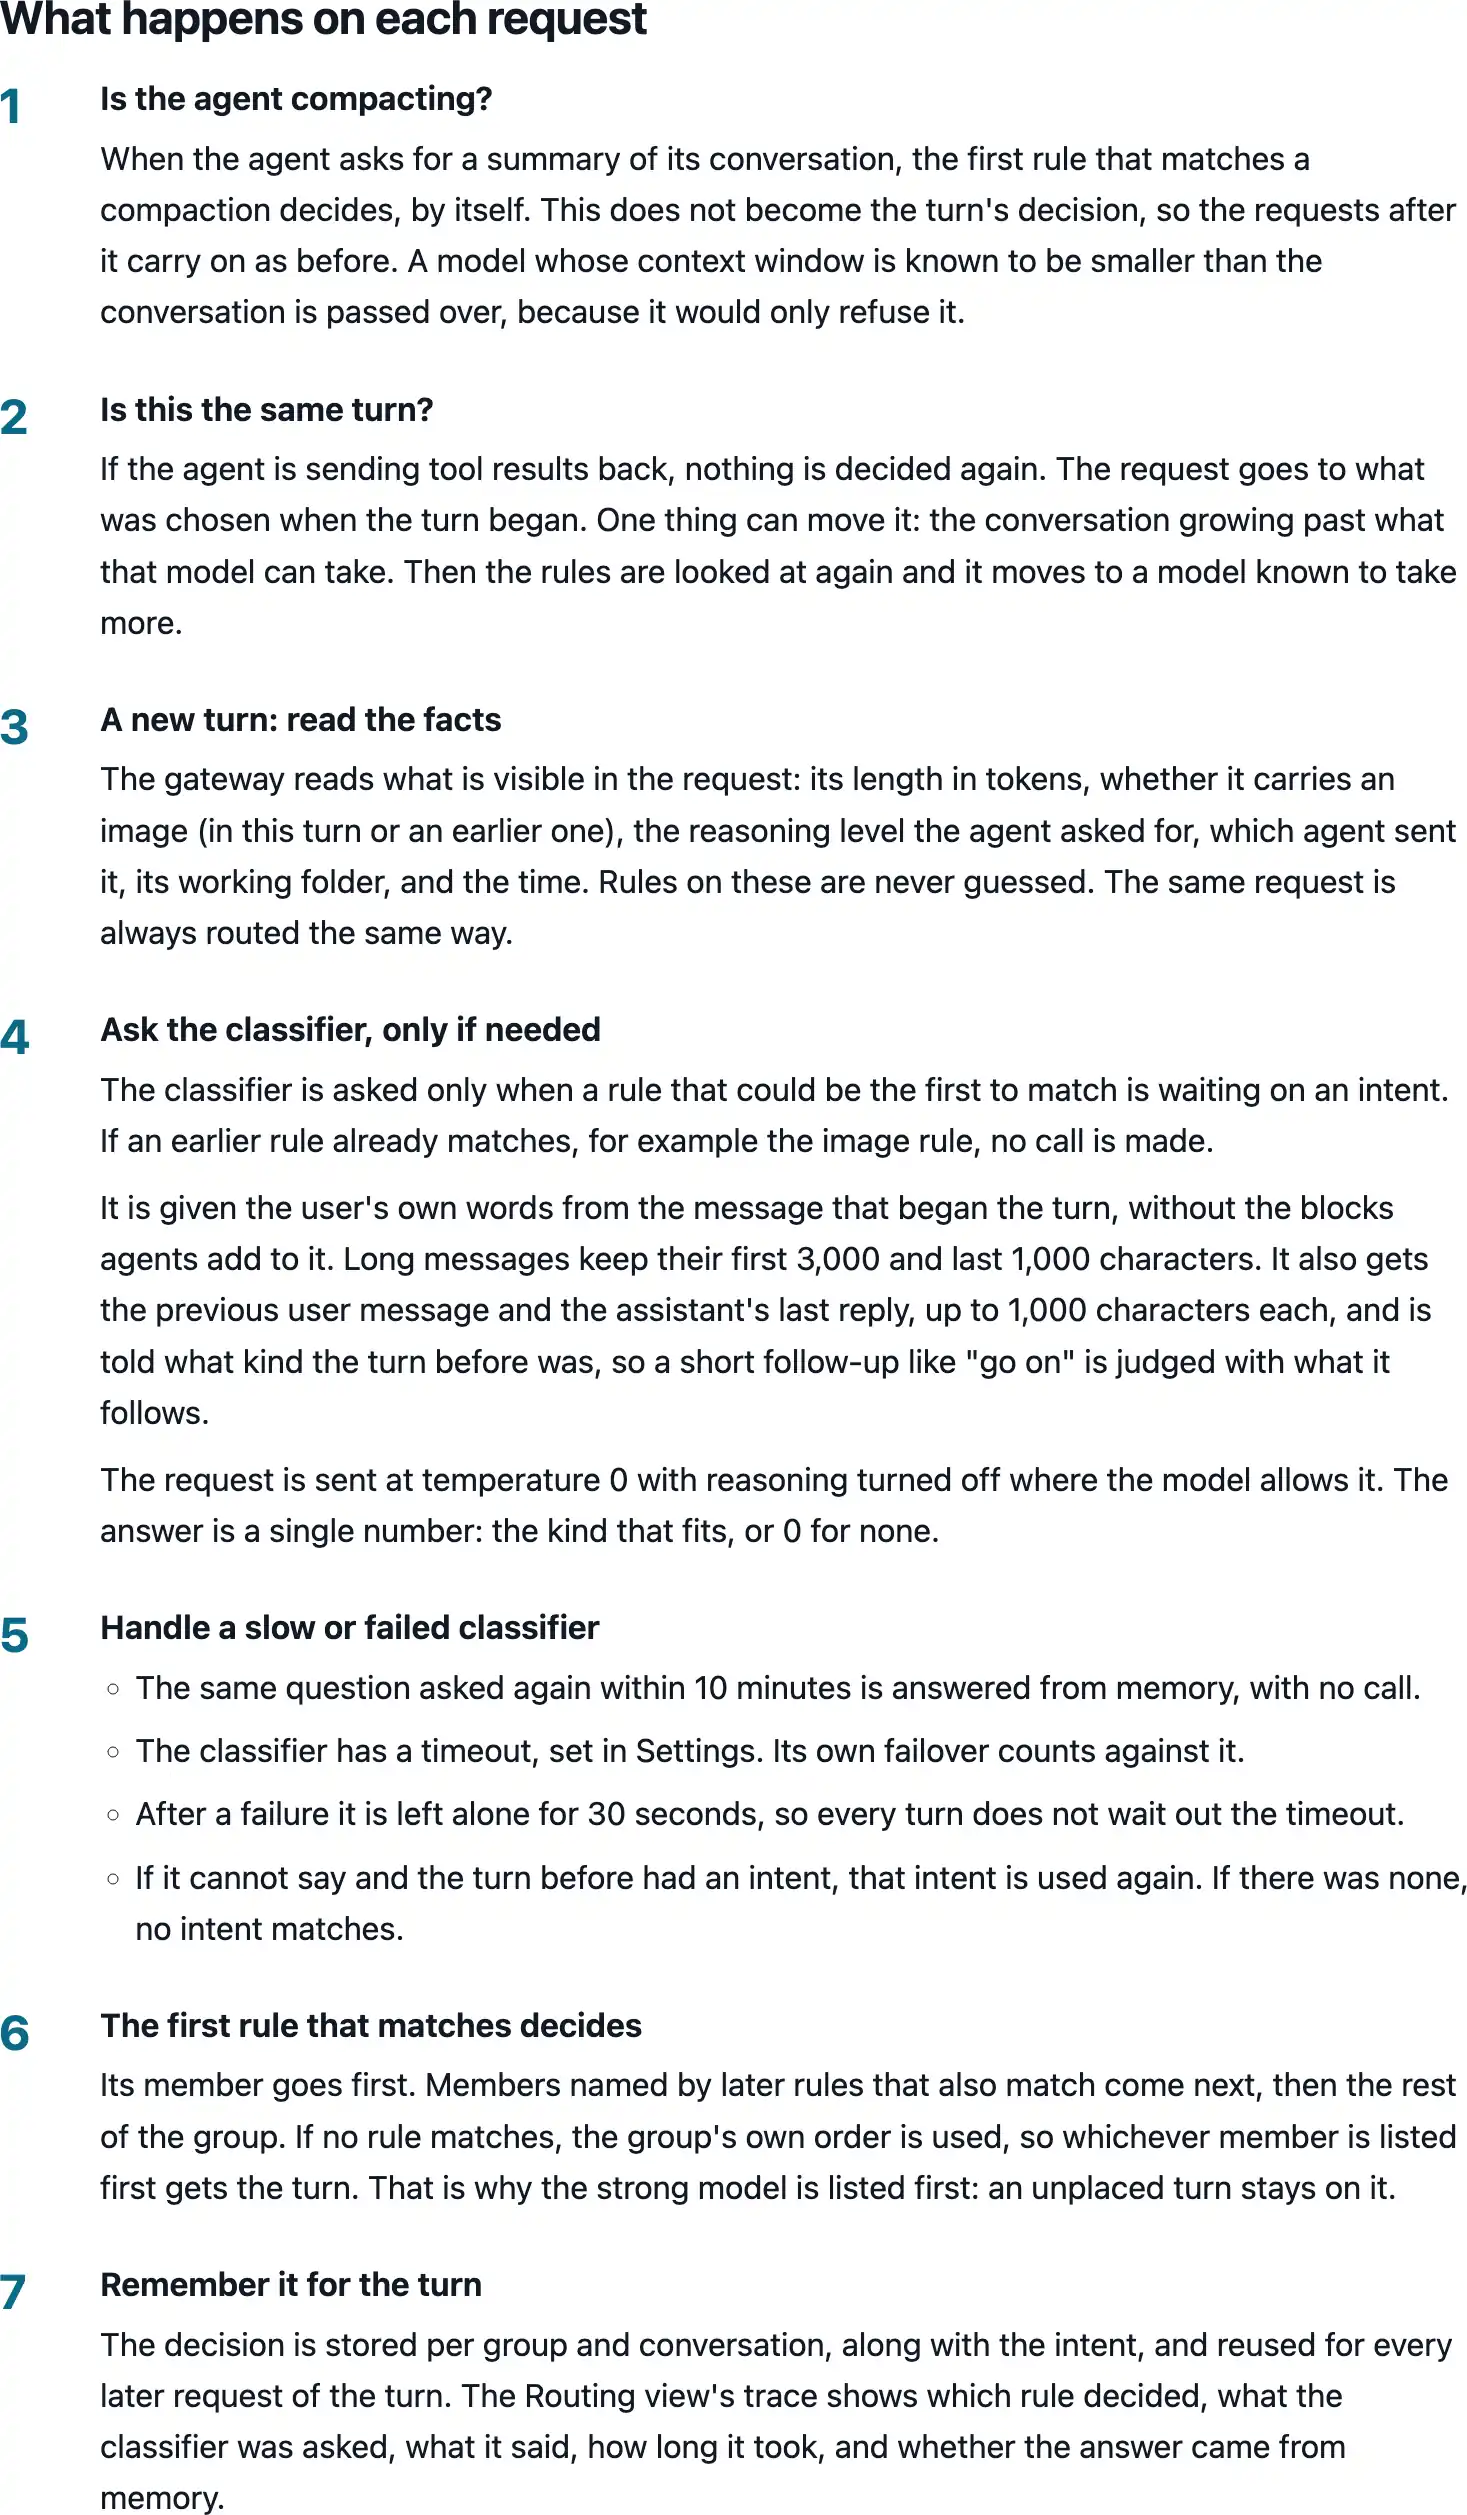 What happens on each request
1
Is the agent compacting?
When the agent asks for a summary of its conversation, the first rule that matches a
compaction decides, by itself. This does not become the turn's decision, so the requests after
it carry on as before. A model whose context window is known to be smaller than the
conversation is passed over, because it would only refuse it.
2
Is this the same turn?
If the agent is sending tool results back, nothing is decided again. The request goes to what
was chosen when the turn began. One thing can move it: the conversation growing past what
that model can take. Then the rules are looked at again and it moves to a model known to take
more.
3
A new turn: read the facts
The gateway reads what is visible in the request: its length in tokens, whether it carries an
image (in this turn or an earlier one), the reasoning level the agent asked for, which agent sent
it, its working folder, and the time. Rules on these are never guessed. The same request is
always routed the same way.
4
Ask the classifier, only if needed
The classifier is asked only when a rule that could be the first to match is waiting on an intent.
If an earlier rule already matches, for example the image rule, no call is made.
It is given the user's own words from the message that began the turn, without the blocks
agents add to it. Long messages keep their first 3,000 and last 1,000 characters. It also gets
the previous user message and the assistant's last reply, up to 1,000 characters each, and is
told what kind the turn before was, so a short follow-up like "go on" is judged with what it
follows.
The request is sent at temperature 0 with reasoning turned off where the model allows it. The
answer is a single number: the kind that fits, or 0 for none.
5
Handle a slow or failed classifier
◦ The same question asked again within 10 minutes is answered from memory, with no call.
◦ The classifier has a timeout, set in Settings. Its own failover counts against it.
◦ After a failure it is left alone for 30 seconds, so every turn does not wait out the timeout.
◦ If it cannot say and the turn before had an intent, that intent is used again. If there was none,
no intent matches.
6
The first rule that matches decides
Its member goes first. Members named by later rules that also match come next, then the rest
of the group. If no rule matches, the group's own order is used, so whichever member is listed
first gets the turn. That is why the strong model is listed first: an unplaced turn stays on it.
7
Remember it for the turn
The decision is stored per group and conversation, along with the intent, and reused for every
later request of the turn. The Routing view's trace shows which rule decided, what the
classifier was asked, what it said, how long it took, and whether the answer came from
memory.